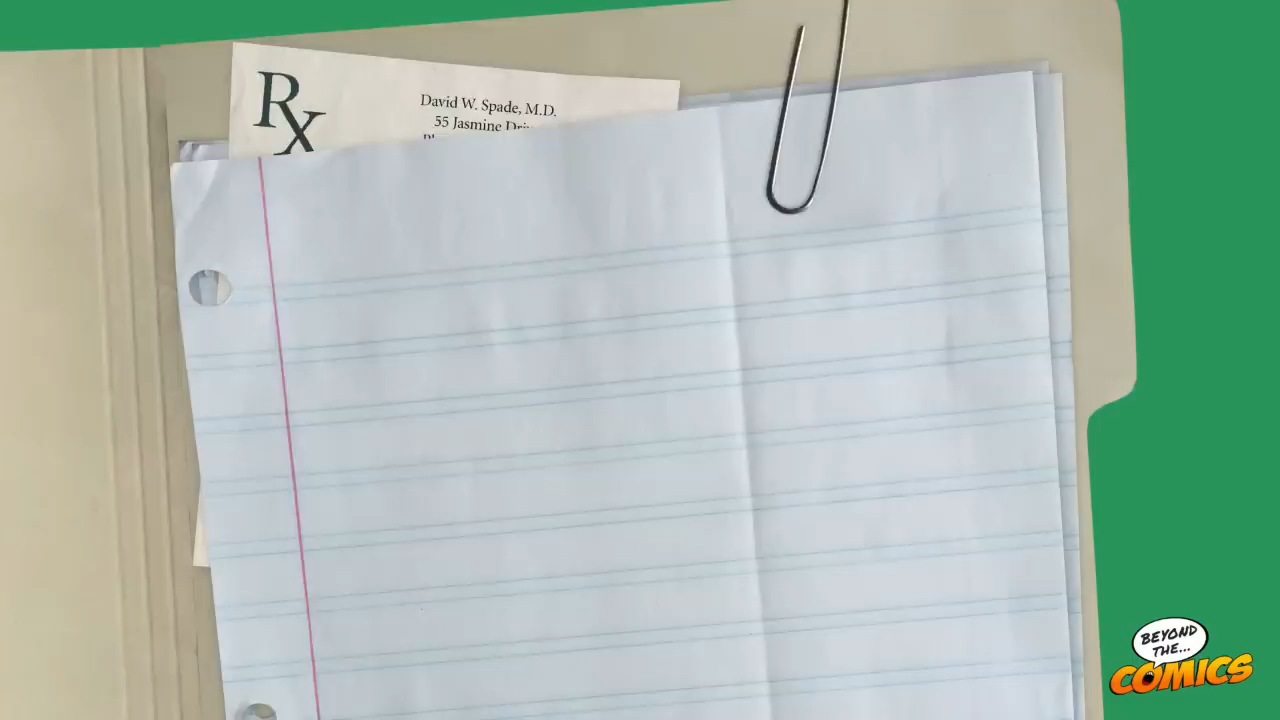 Rx
David W. Spade, M.D.
55 Jasmine
BEYOND
THE...
COMICS